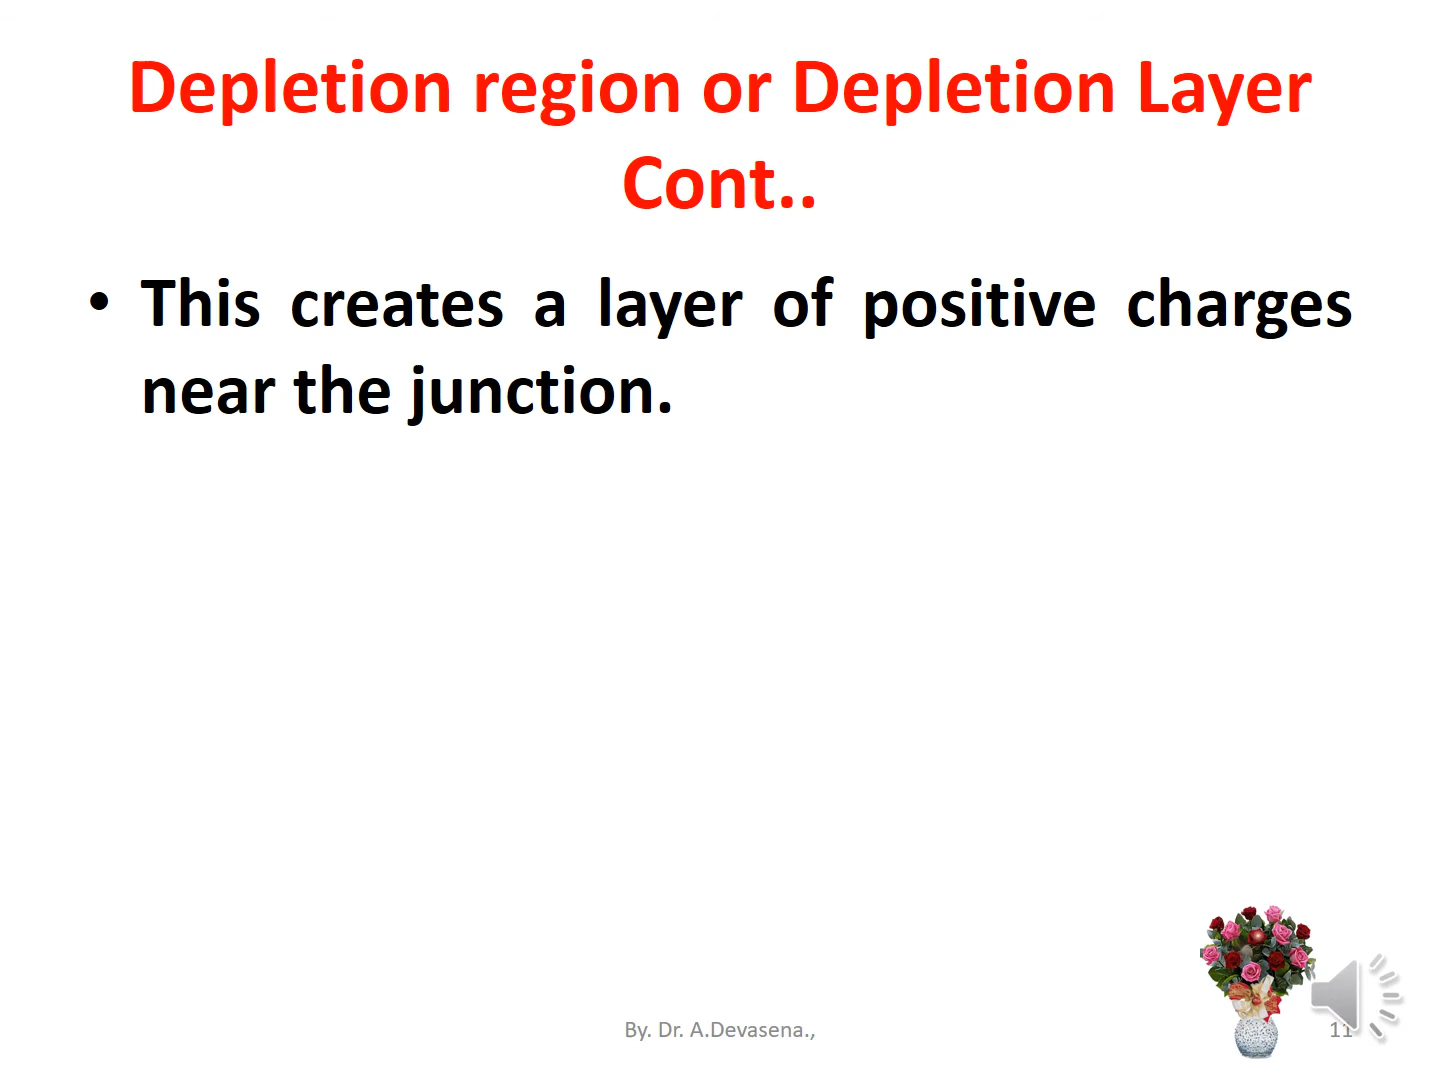 Depletion region or Depletion Layer
Cont..
• This creates a layer of positive charges
near the junction.
By. Dr. A.Devasena.,
11